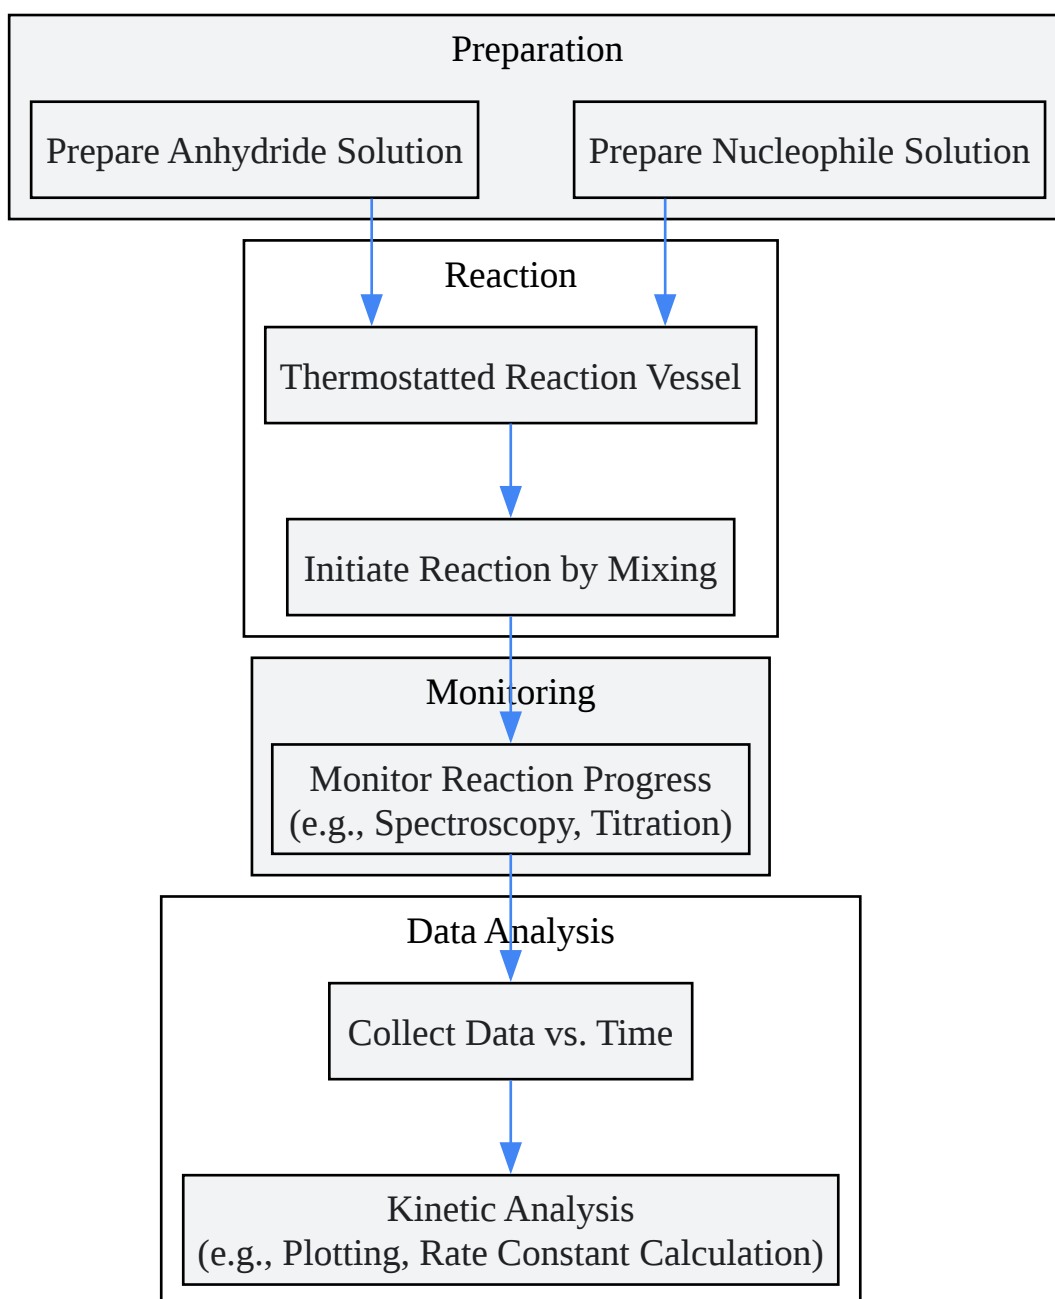 Preparation
Prepare Anhydride Solution
Prepare Nucleophile Solution
Reaction
Thermostatted Reaction Vessel
Initiate Reaction by Mixing
Monitoring
Monitor Reaction Progress
(e.g., Spectroscopy, Titration)
Data Analysis
Collect Data vs. Time
Kinetic Analysis
(e.g., Plotting, Rate Constant Calculation)